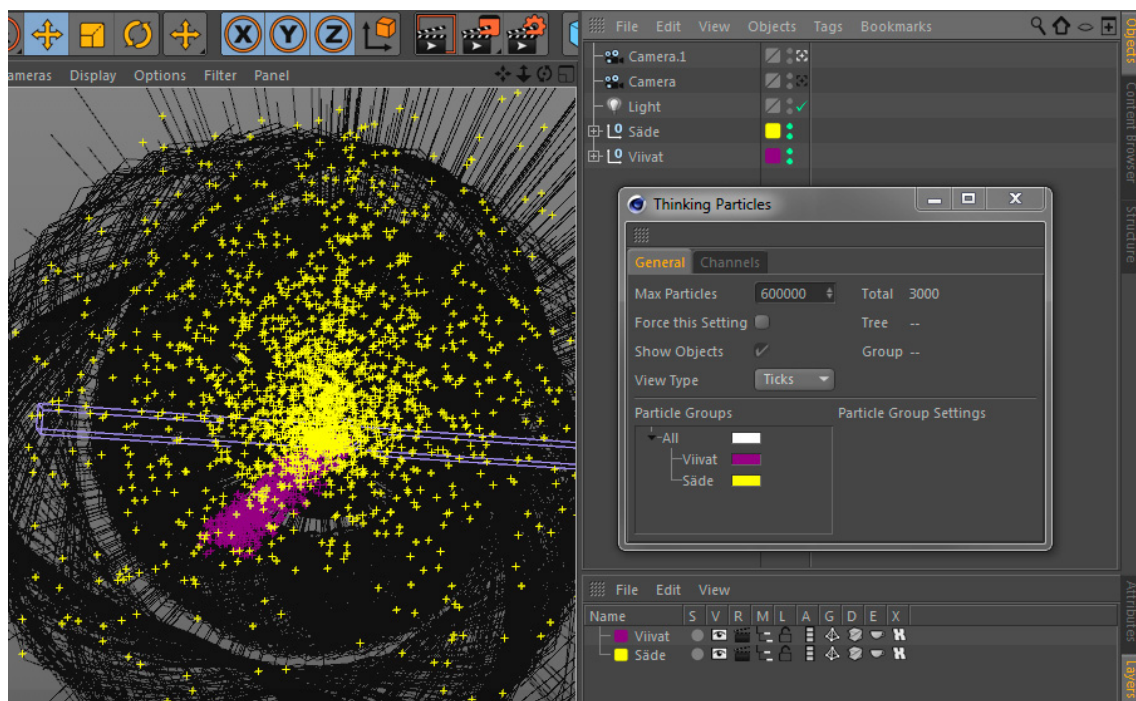 X Y Z
File Edit View Objects Tags Bookmarks
ameras Display Options Filter Panel
Camera.1
Camera
Light
Säde
Viivat
Objects
Content Browser
Structure
Thinking Particles
General Channels
Max Particles 600000 Total 3000
Force this Setting Tree --
Show Objects Group --
View Type Ticks
Particle Groups Particle Group Settings
All
Viivat
Säde
File Edit View
Name S V R M L A G D E X
Viivat
Säde
Attributes
Layers